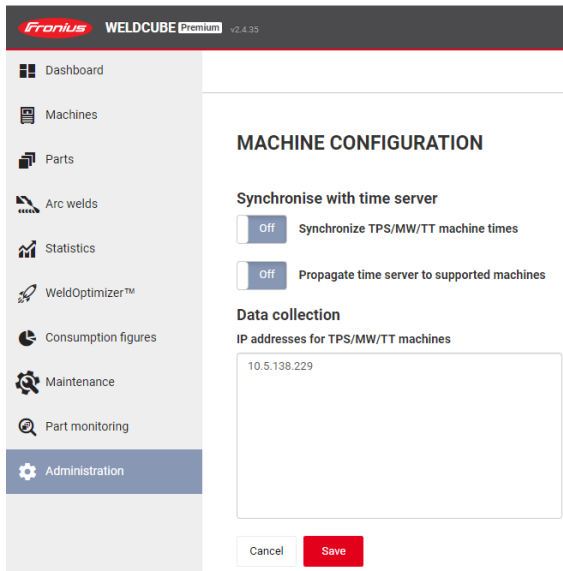 Fronius WELDCUBE Premium v2.4.35
Dashboard
Machines
Parts
Arc welds
Statistics
WeldOptimizer™
Consumption figures
Maintenance
Part monitoring
Administration
MACHINE CONFIGURATION
Synchronise with time server
Off Synchronize TPS/MW/TT machine times
Off Propagate time server to supported machines
Data collection
IP addresses for TPS/MW/TT machines
10.5.138.229
Cancel Save